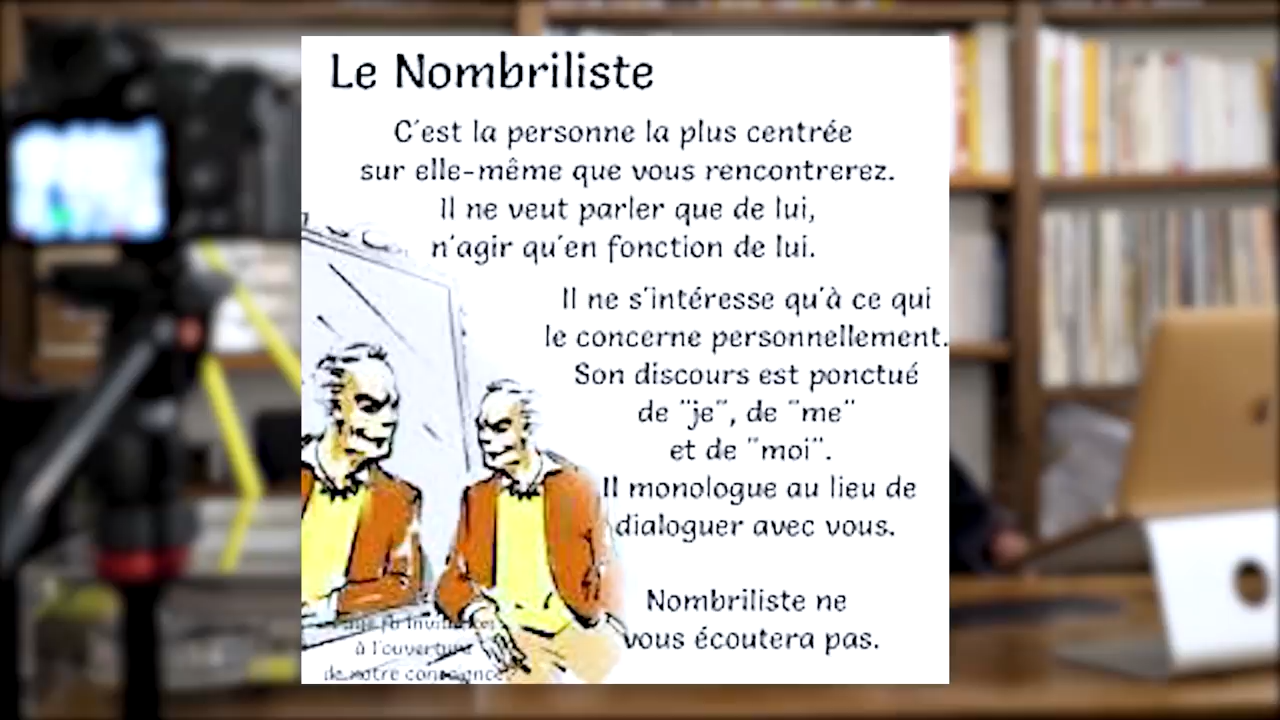 Le Nombriliste
C'est la personne la plus centrée
sur elle-même que vous rencontrerez.
Il ne veut parler que de lui,
n'agir qu'en fonction de lui.
Il ne s'intéresse qu'à ce qui
le concerne personnellement.
Son discours est ponctué
de "je", de "me"
et de "moi".
Il monologue au lieu de
dialoguer avec vous.
Nombriliste ne
vous écoutera pas.
à l'ouverture
de notre conscience